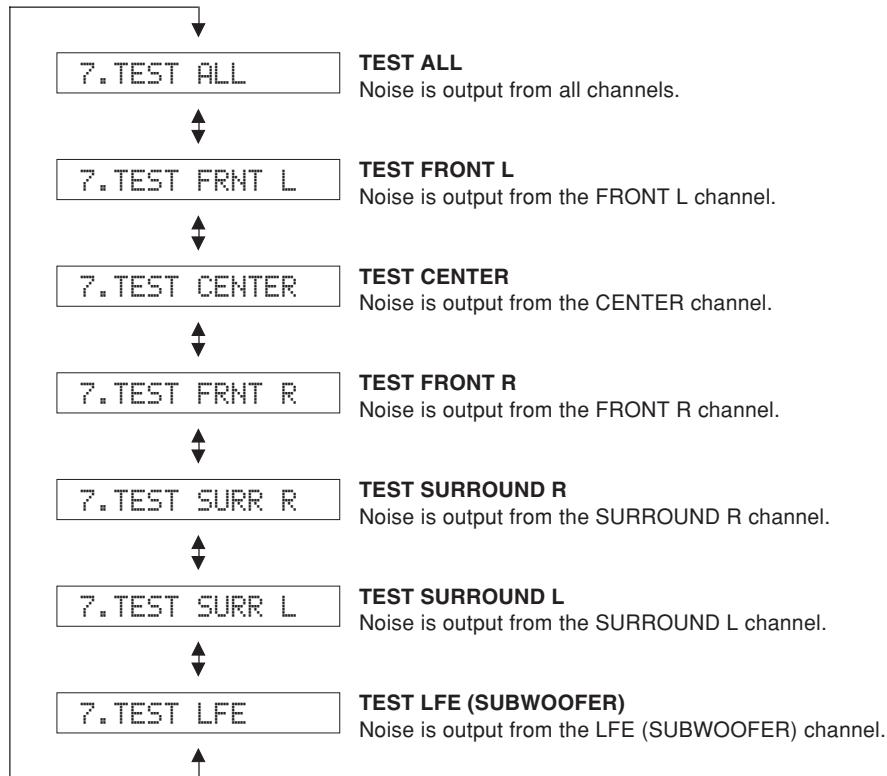 7.TEST ALL
TEST ALL
Noise is output from all channels.
7.TEST FRNT L
TEST FRONT L
Noise is output from the FRONT L channel.
7.TEST CENTER
TEST CENTER
Noise is output from the CENTER channel.
7.TEST FRNT R
TEST FRONT R
Noise is output from the FRONT R channel.
7.TEST SURR R
TEST SURROUND R
Noise is output from the SURROUND R channel.
7.TEST SURR L
TEST SURROUND L
Noise is output from the SURROUND L channel.
7.TEST LFE
TEST LFE (SUBWOOFER)
Noise is output from the LFE (SUBWOOFER) channel.